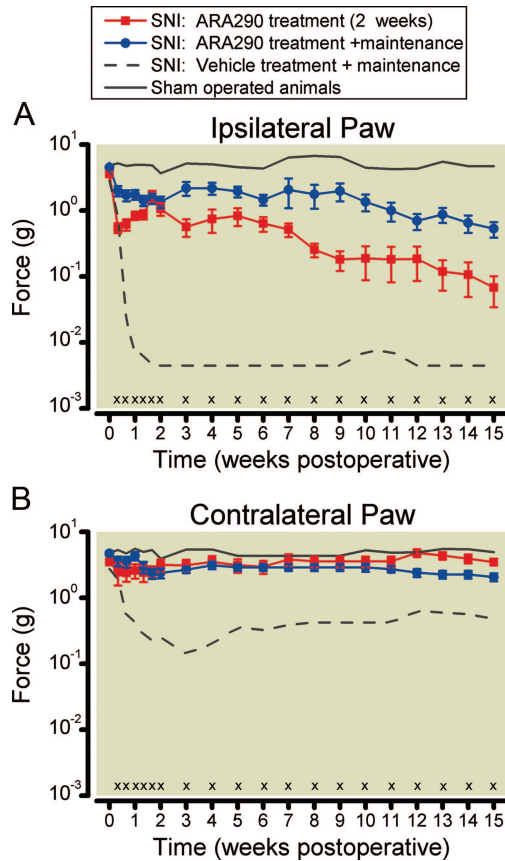 SNI: ARA290 treatment (2 weeks)
SNI: ARA290 treatment +maintenance
SNI: Vehicle treatment + maintenance
Sham operated animals
A
Ipsilateral Paw
Force (g)
10¹
10⁰
10⁻¹
10⁻²
10⁻³
x x x x x x x x x x x x x x x x x x x
0 1 2 3 4 5 6 7 8 9 10 11 12 13 14 15
Time (weeks postoperative)
B
Contralateral Paw
Force (g)
10¹
10⁰
10⁻¹
10⁻²
10⁻³
x x x x x x x x x x x x x x x x x x x
0 1 2 3 4 5 6 7 8 9 10 11 12 13 14 15
Time (weeks postoperative)